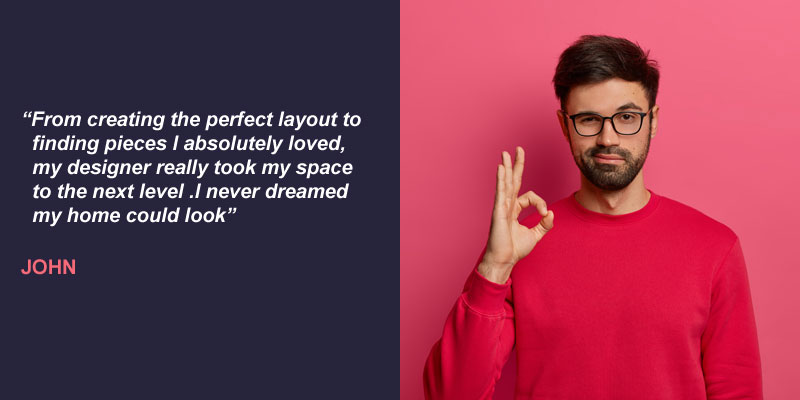 “From creating the perfect layout to
finding pieces I absolutely loved,
my designer really took my space
to the next level .I never dreamed
my home could look”
JOHN